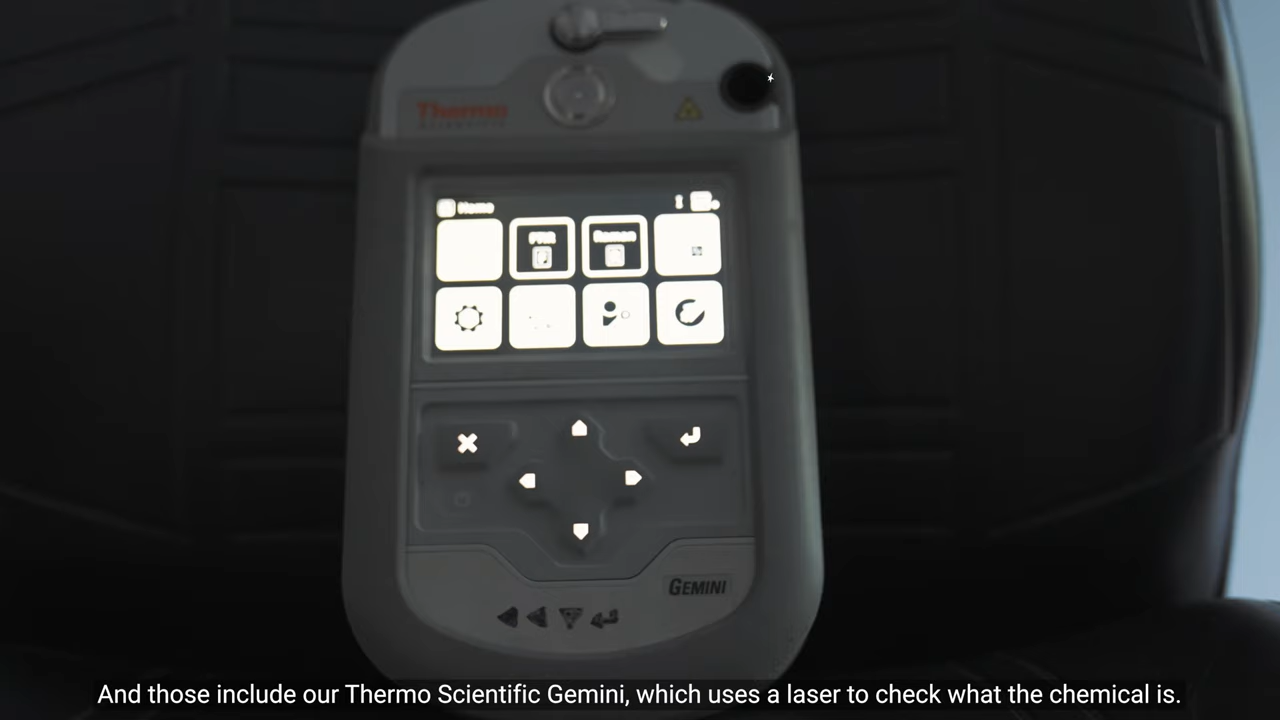 Thermo
SCIENTIFIC
Home
FTIR
Raman
GEMINI
And those include our Thermo Scientific Gemini, which uses a laser to check what the chemical is.